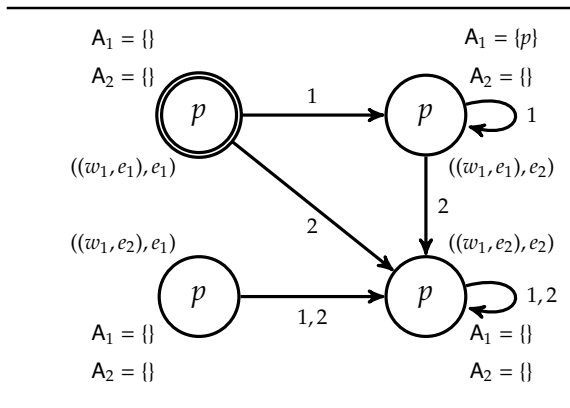 A₁ = {}
A₁ = {p}
A₂ = {}
A₂ = {}
p
1
p
1
((w₁, e₁), e₁)
((w₁, e₁), e₂)
2
2
((w₁, e₂), e₁)
((w₁, e₂), e₂)
p
1, 2
p
1, 2
A₁ = {}
A₁ = {}
A₂ = {}
A₂ = {}